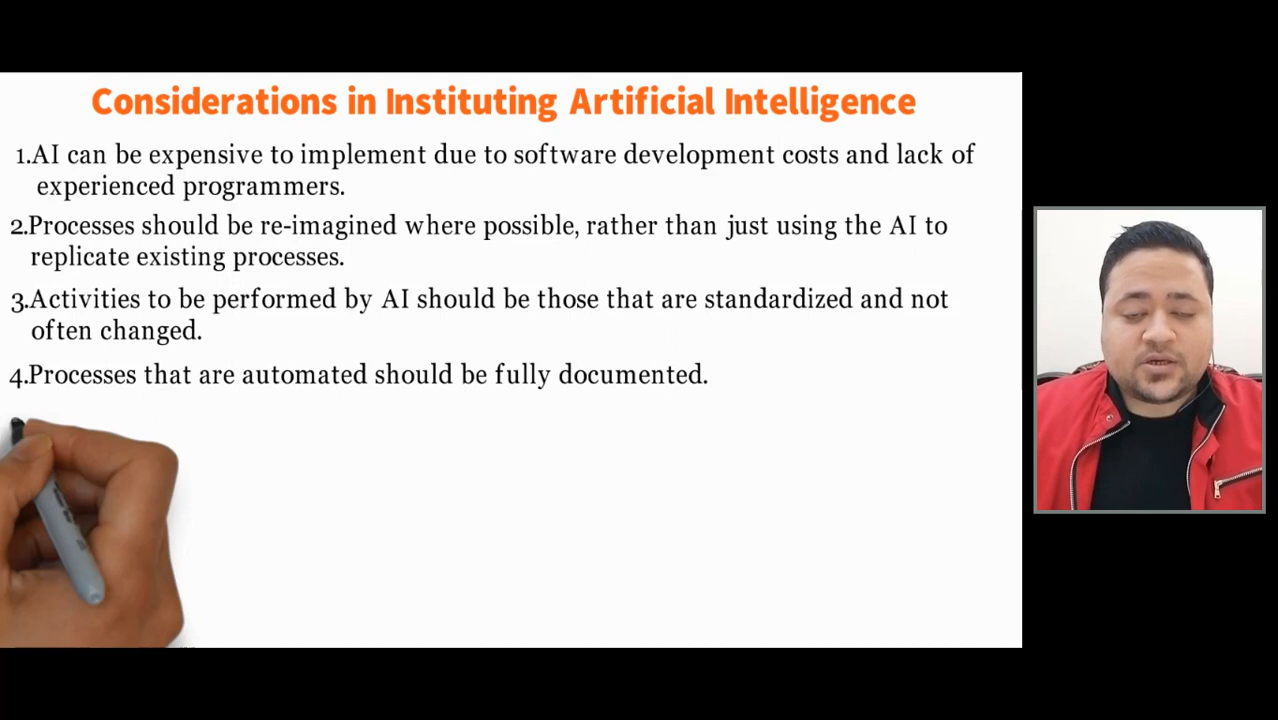 Considerations in Instituting Artificial Intelligence
1.AI can be expensive to implement due to software development costs and lack of
experienced programmers.
2.Processes should be re-imagined where possible, rather than just using the AI to
replicate existing processes.
3.Activities to be performed by AI should be those that are standardized and not
often changed.
4.Processes that are automated should be fully documented.